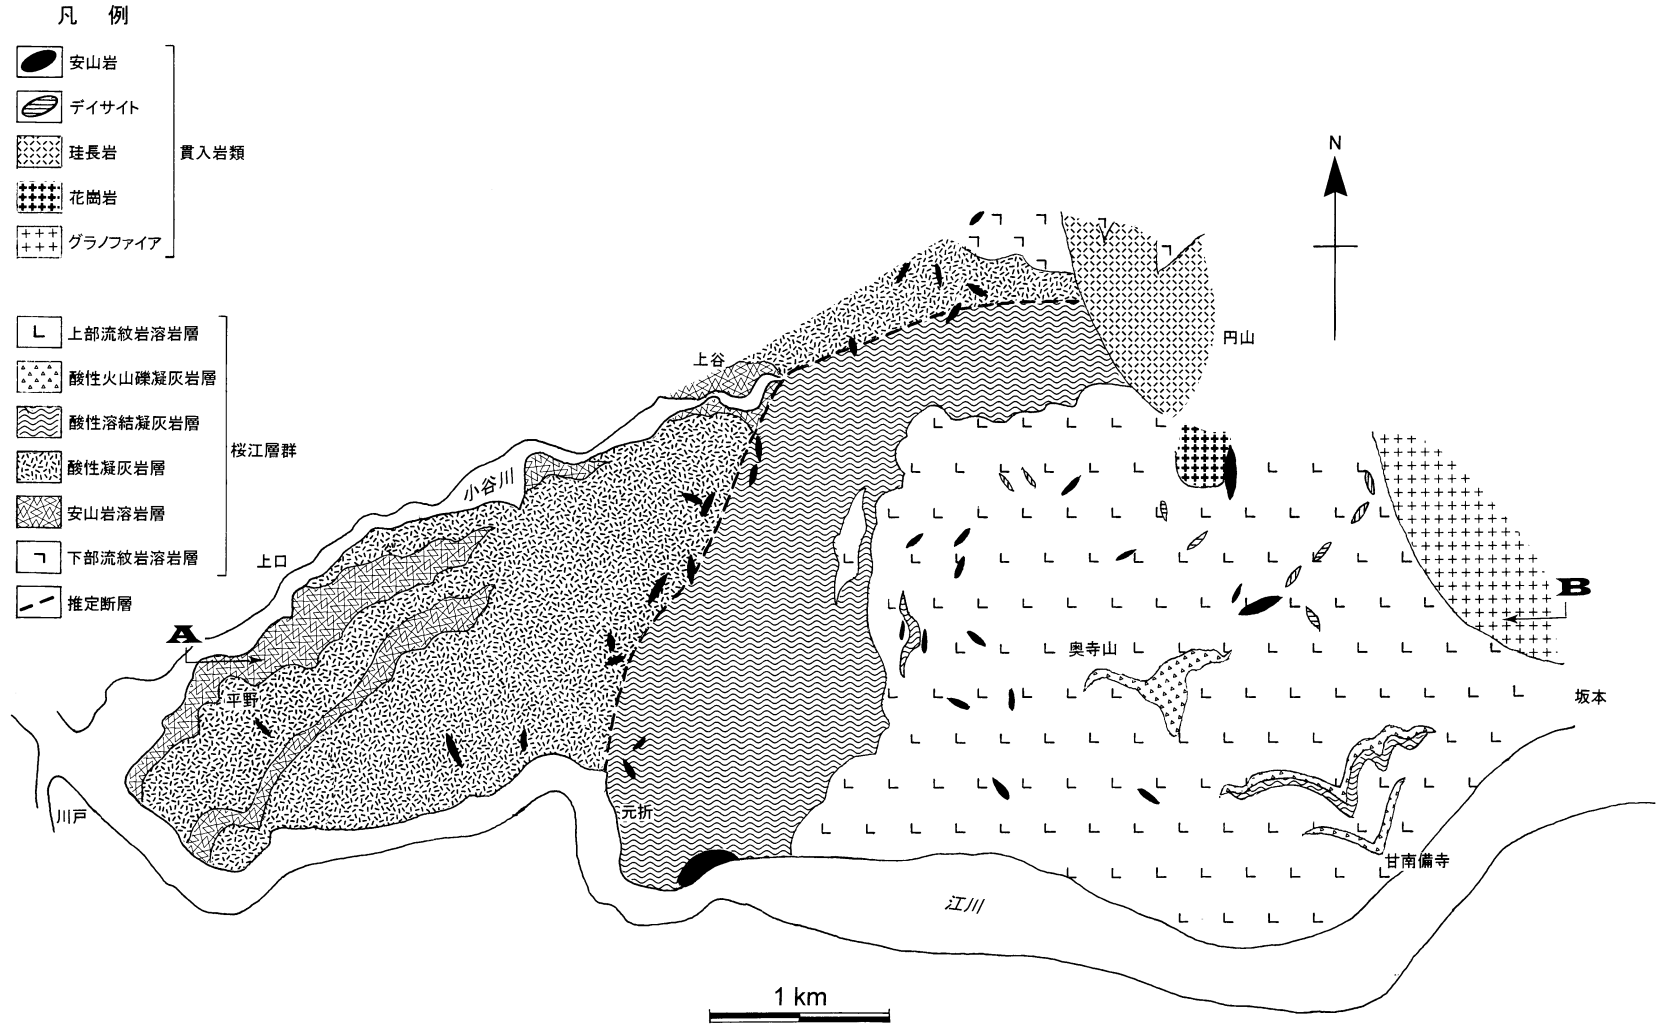 凡 例
安山岩
デイサイト
珪長岩
花崗岩
グラノファイア
貫入岩類
上部流紋岩溶岩層
酸性火山礫凝灰岩層
酸性溶結凝灰岩層
酸性凝灰岩層
安山岩溶岩層
下部流紋岩溶岩層
桜江層群
推定断層
N
円山
上谷
小谷川
上口
A
B
平野
奥寺山
坂本
川戸
元折
甘南備寺
江川
1 km